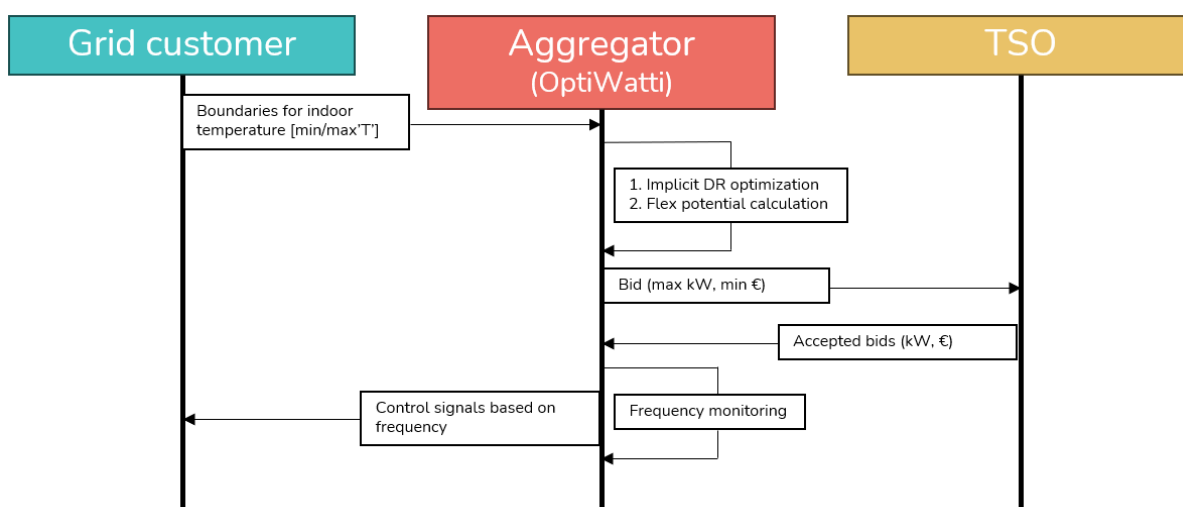 Grid customer
Aggregator
(OptiWatti)
TSO
Boundaries for indoor
temperature [min/max'T']
1. Implicit DR optimization
2. Flex potential calculation
Bid (max kW, min €)
Accepted bids (kW, €)
Control signals based on
frequency
Frequency monitoring